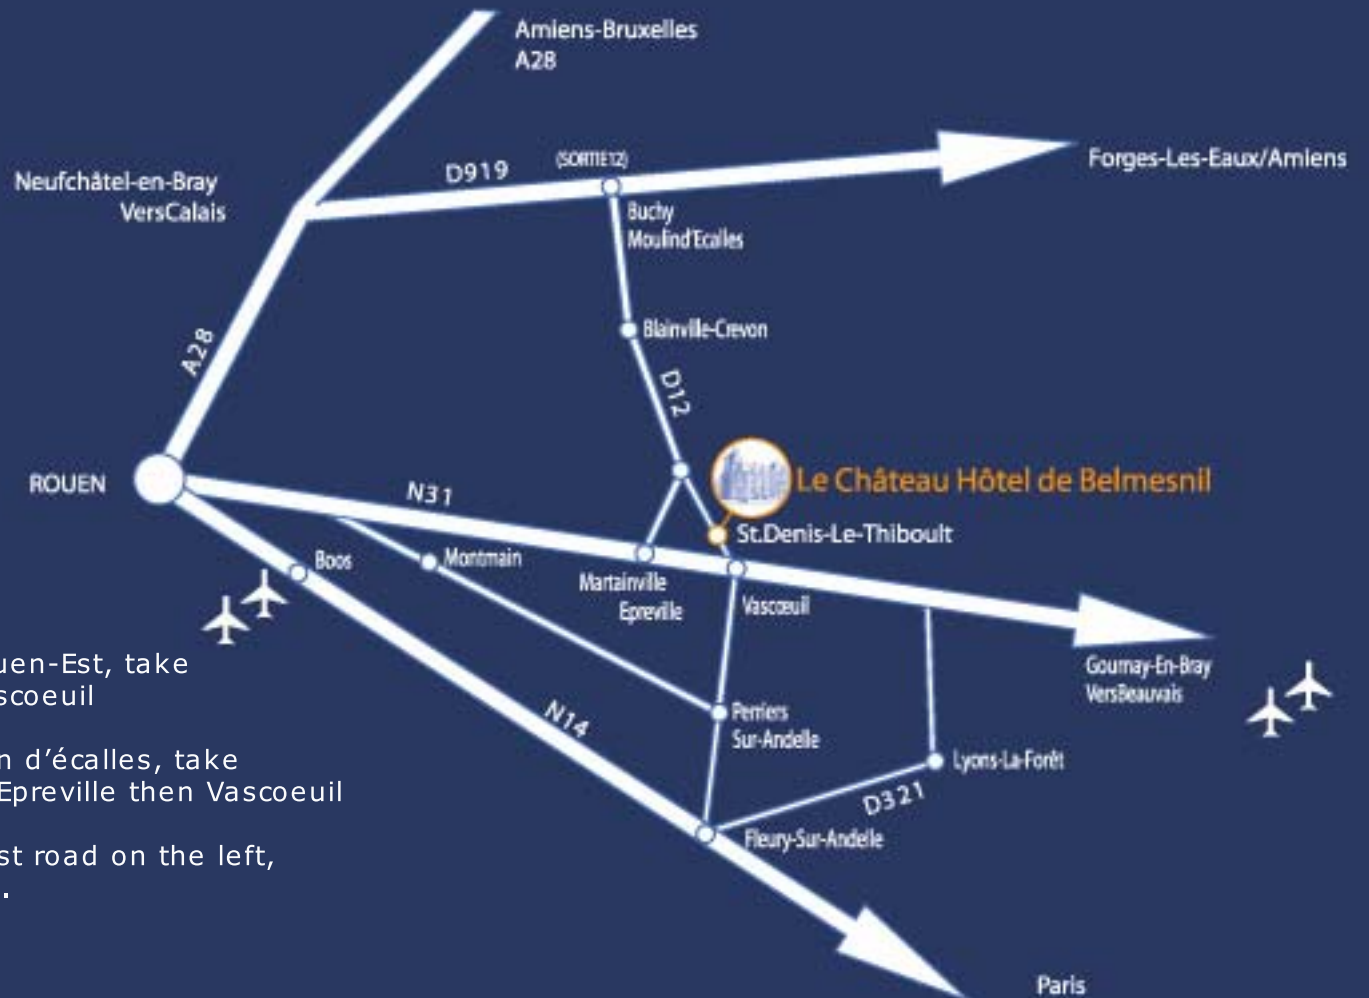 Amiens-Bruxelles
A28
Forges-Les-Eaux/Amiens
(SORTIE12)
D919
Neufchâtel-en-Bray
VersCalais
Buchy
Moulind'Ecalles
A28
Blainville-Crevon
D12
ROUEN
N31
Le Château Hôtel de Belmesnil
St.Denis-Le-Thiboult
Boos
Montmain
Martainville
Epreville
Vascœuil
Gournay-En-Bray
VersBeauvais
N14
Perriers
Sur-Andelle
Lyons-La-Forêt
D321
Fleury-Sur-Andelle
Paris
uen-Est, take
scoeuil
n d'écalles, take
Epreville then Vascoeuil
st road on the left,
.